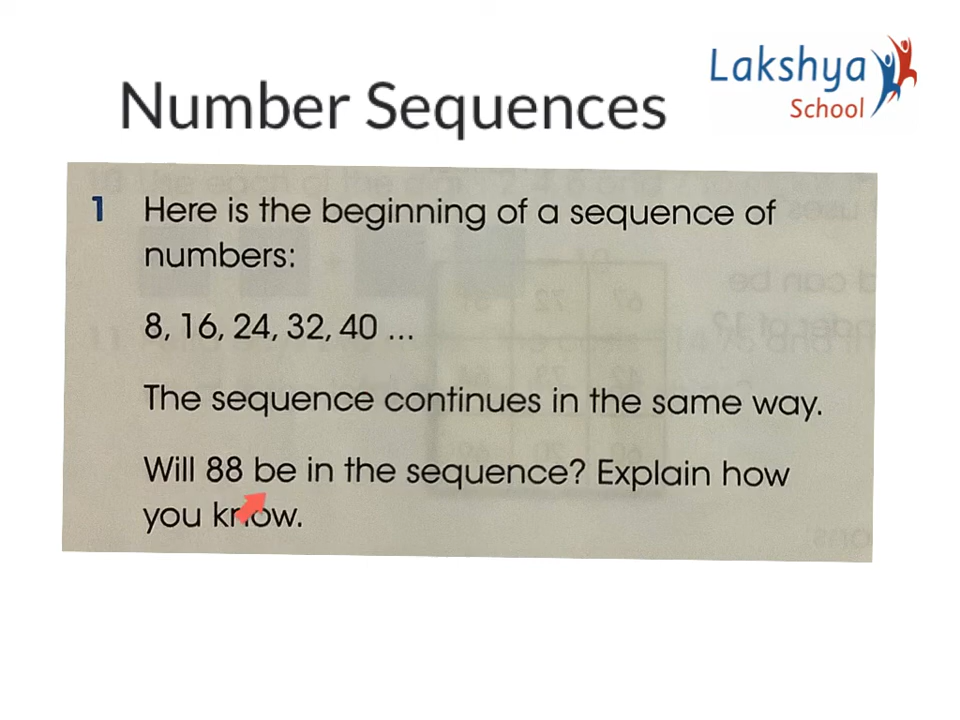 Number Sequences
Lakshya
School
1 Here is the beginning of a sequence of
numbers:
8, 16, 24, 32, 40 ...
The sequence continues in the same way.
Will 88 be in the sequence? Explain how
you know.